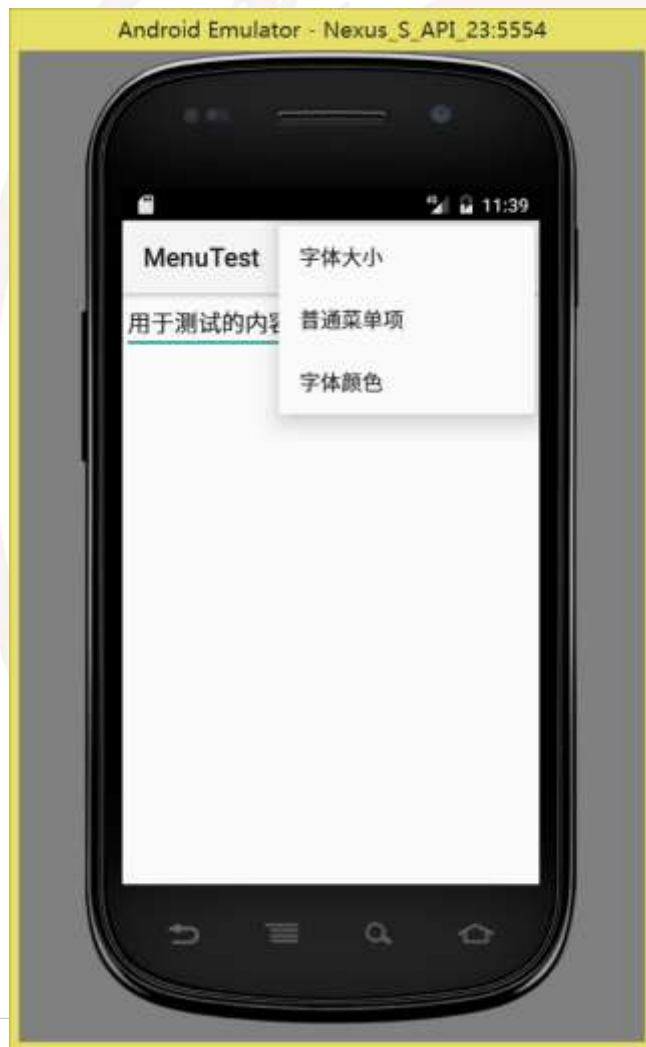 Android Emulator - Nexus_S_API_23:5554
11:39
MenuTest
字体大小
用于测试的内
普通菜单项
字体颜色